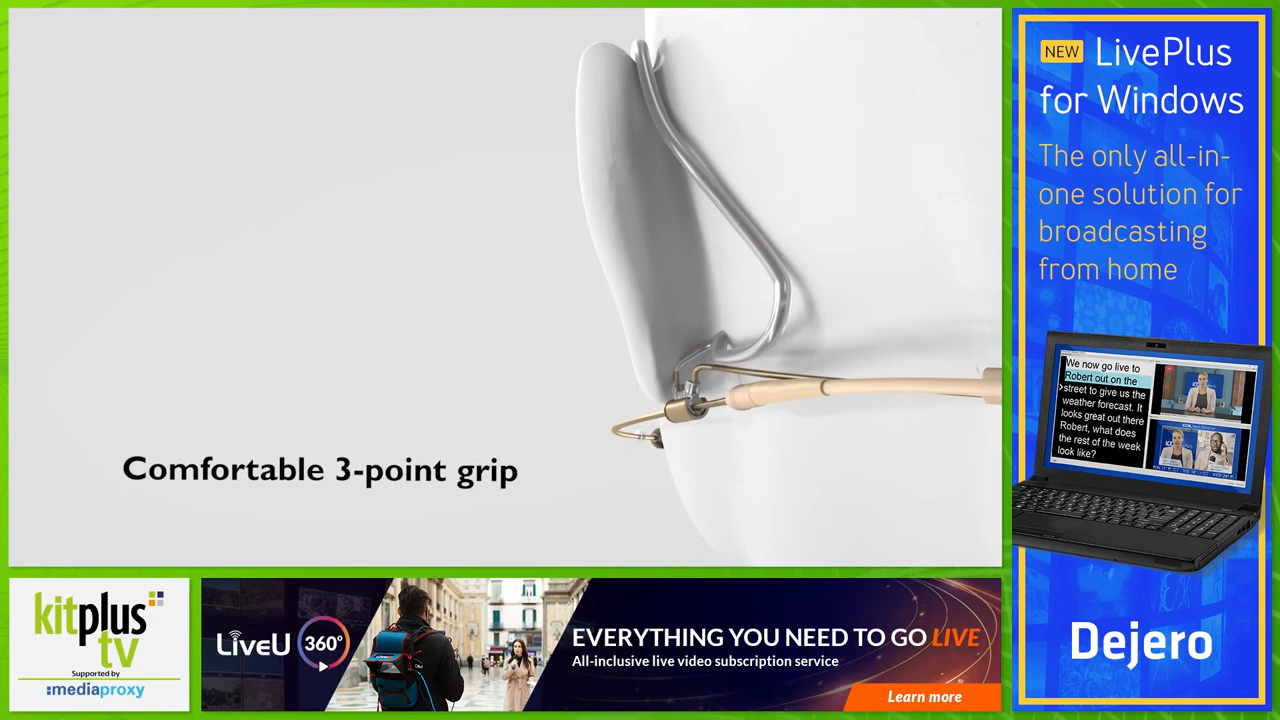 Comfortable 3-point grip
NEW LivePlus
for Windows
The only all-in-
one solution for
broadcasting
from home
We now go live to
Robert out on the
street to give us the
weather forecast. It
looks great out there
Robert, what does
the rest of the week
look like?
Dejero
kitplus
tv
Supported by
:mediaproxy
LiveU 360º
EVERYTHING YOU NEED TO GO LIVE
All-inclusive live video subscription service
Learn more